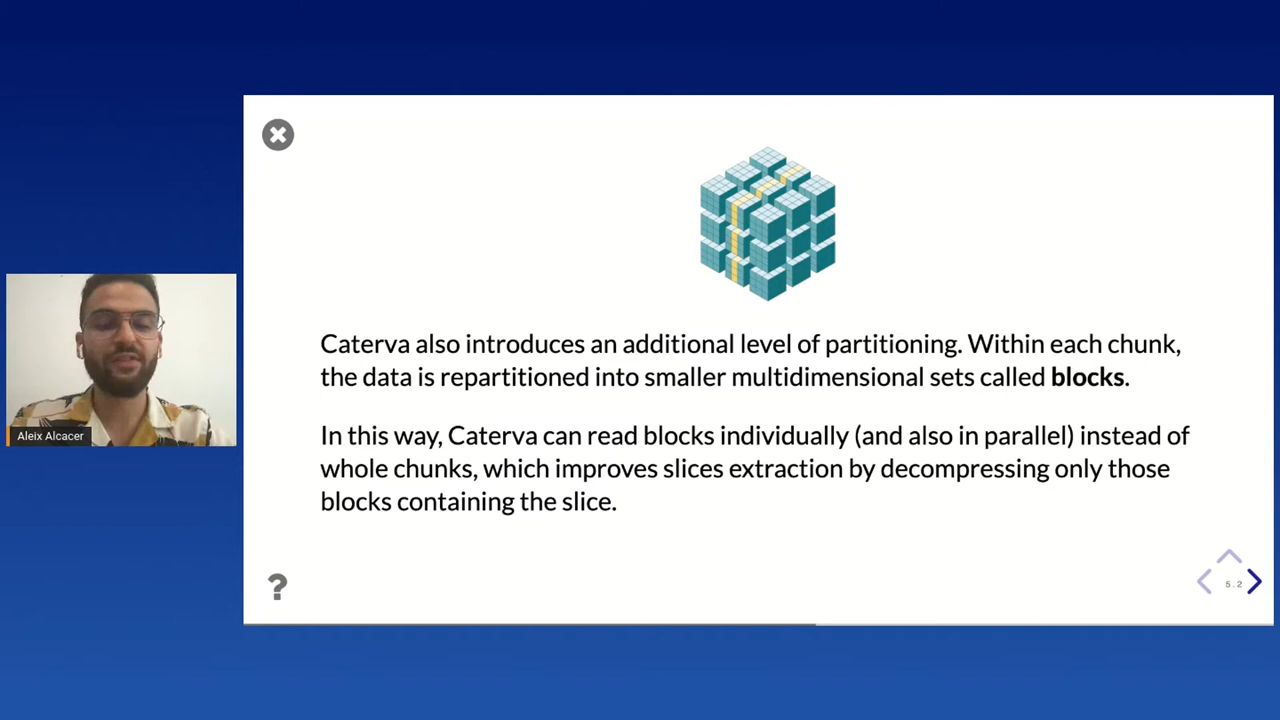 Caterva also introduces an additional level of partitioning. Within each chunk,
the data is repartitioned into smaller multidimensional sets called blocks.
In this way, Caterva can read blocks individually (and also in parallel) instead of
whole chunks, which improves slices extraction by decompressing only those
blocks containing the slice.
Aleix Alcacer
?
5.2